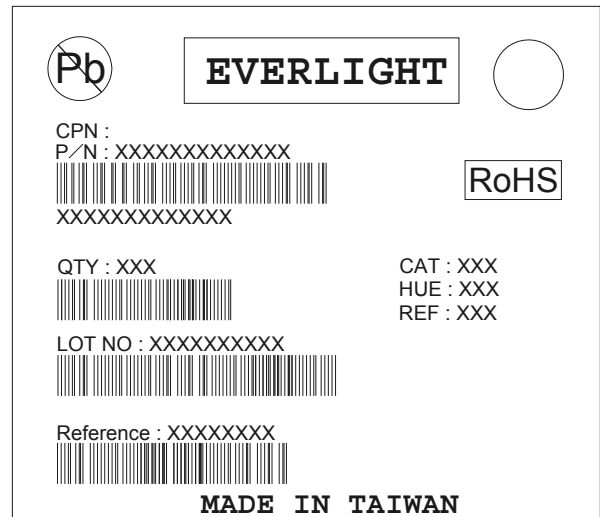 Pb
EVERLIGHT
CPN :
P/N : XXXXXXXXXXXXX
RoHS
XXXXXXXXXXXXX
QTY : XXX
CAT : XXX
HUE : XXX
REF : XXX
LOT NO : XXXXXXXXXX
Reference : XXXXXXXX
MADE IN TAIWAN